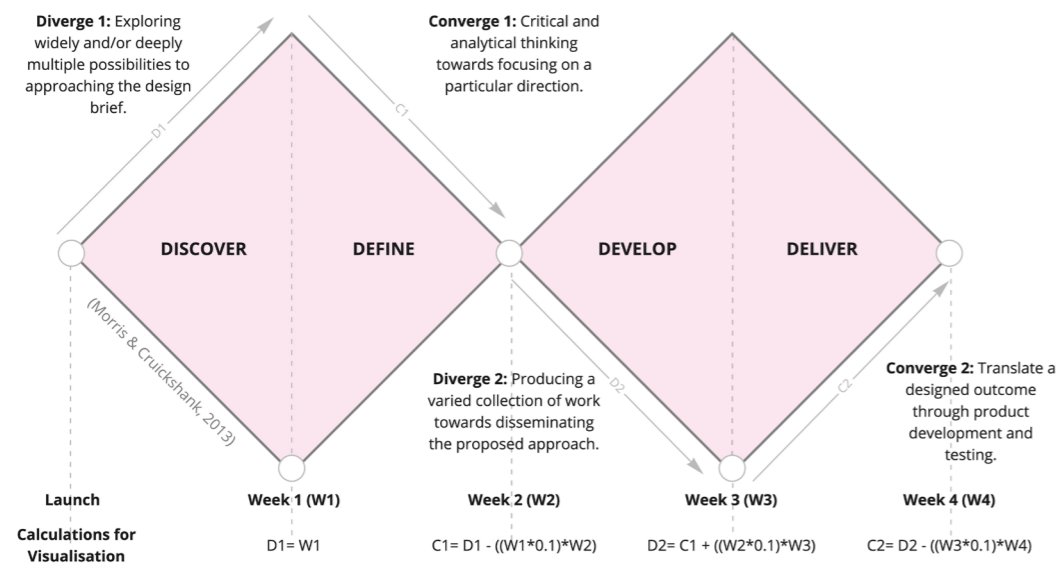 Diverge 1: Exploring
widely and/or deeply
multiple possibilities to
approaching the design
brief.
D1
Converge 1: Critical and
analytical thinking
towards focusing on a
particular direction.
C1
DISCOVER
DEFINE
DEVELOP
DELIVER
(Morris & Cruickshank, 2013)
Diverge 2: Producing a
varied collection of work
towards disseminating
the proposed approach.
D2
C2
Converge 2: Translate a
designed outcome
through product
development and
testing.
Launch
Week 1 (W1)
Week 2 (W2)
Week 3 (W3)
Week 4 (W4)
Calculations for
Visualisation
D1= W1
C1= D1 - ((W1*0.1)*W2)
D2= C1 + ((W2*0.1)*W3)
C2= D2 - ((W3*0.1)*W4)